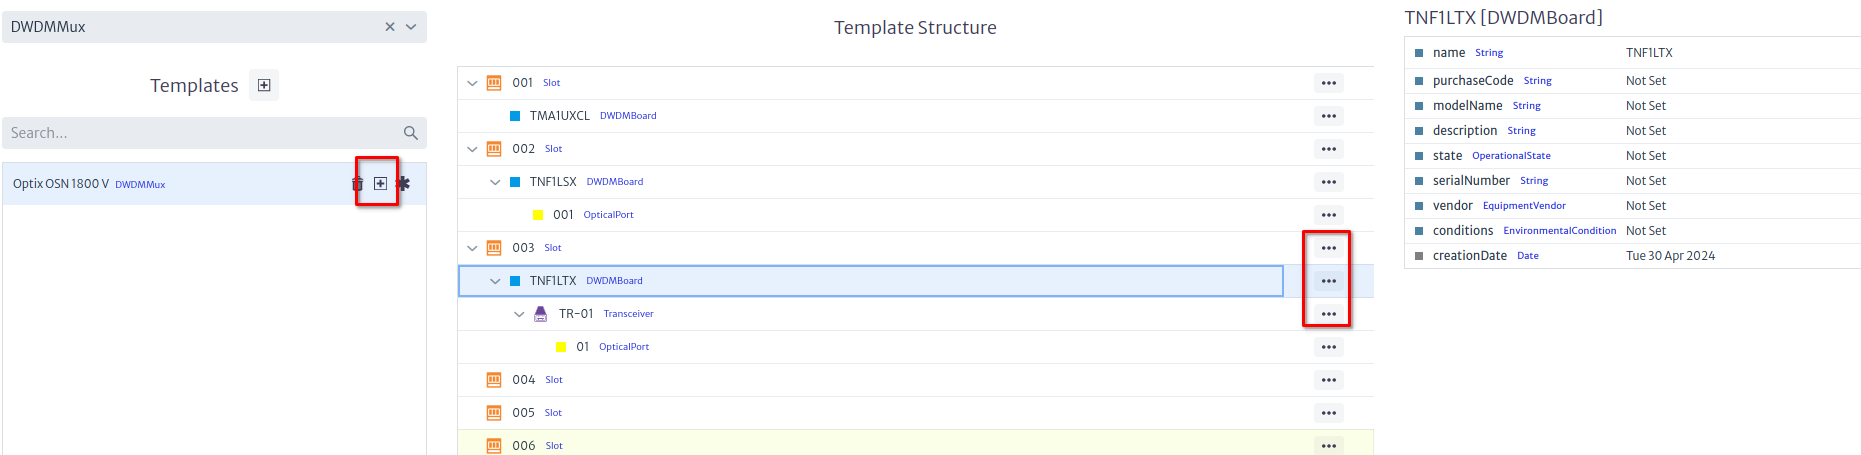 DWDMMux
Templates
Search...
Optix OSN 1800 V DWDMMux
Template Structure
001 Slot
TMA1UXCL DWDMBoard
002 Slot
TNF1LSX DWDMBoard
001 OpticalPort
003 Slot
TNF1LTX DWDMBoard
TR-01 Transceiver
01 OpticalPort
004 Slot
005 Slot
006 Slot
TNF1LTX [DWDMBoard]
name String TNF1LTX
purchaseCode String Not Set
modelName String Not Set
description String Not Set
state OperationalState Not Set
serialNumber String Not Set
vendor EquipmentVendor Not Set
conditions EnvironmentalCondition Not Set
creationDate Date Tue 30 Apr 2024